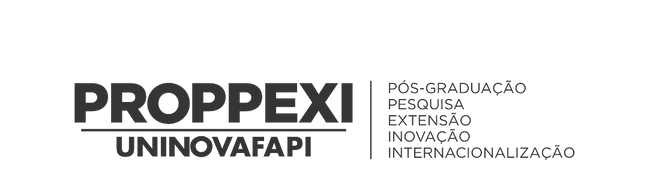 PROPPEXI
UNINOVAFAPI
PÓS-GRADUAÇÃO
PESQUISA
EXTENSÃO
INOVAÇÃO
INTERNACIONALIZAÇÃO